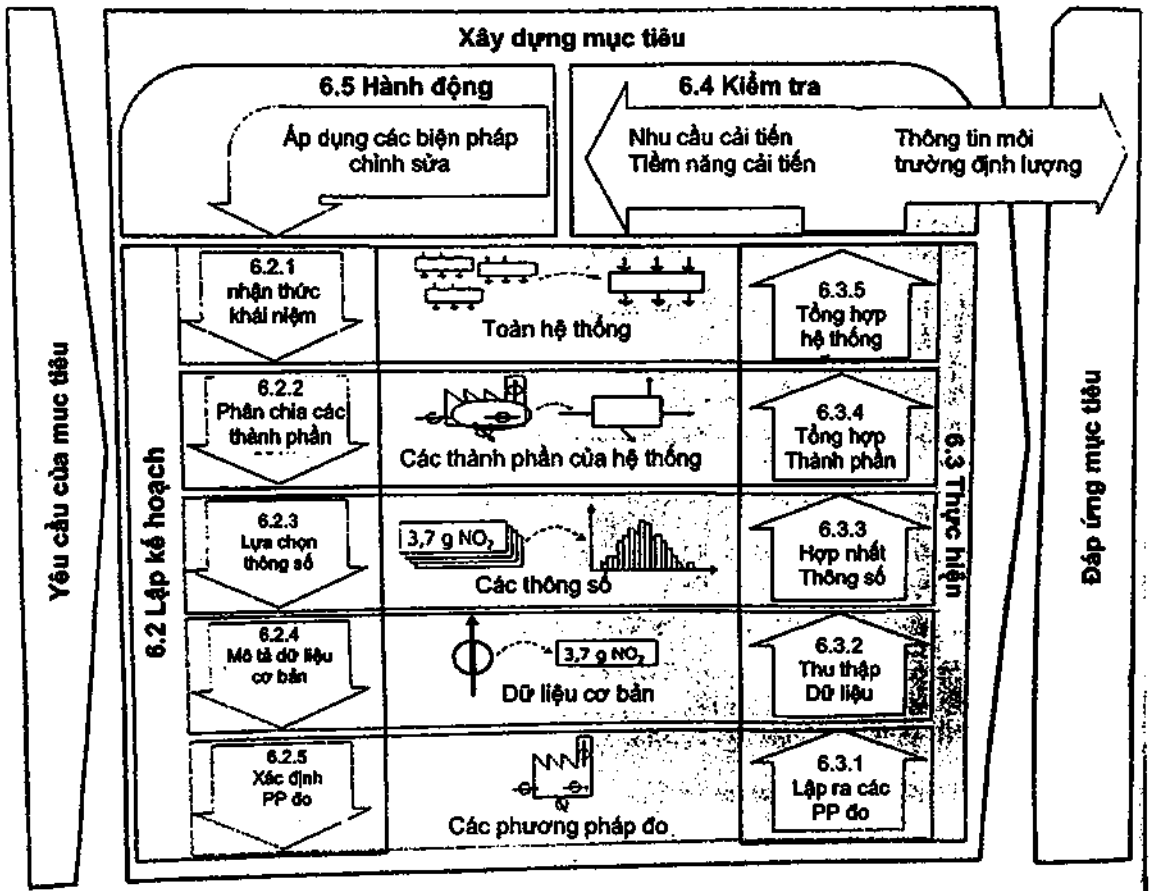 Xây dựng mục tiêu
6.5 Hành động
Áp dụng các biện pháp
chỉnh sửa
6.4 Kiểm tra
Nhu cầu cải tiến
Tiềm năng cải tiến
Thông tin môi
trường định lượng
Yêu cầu của mục tiêu
6.2 Lập kế hoạch
6.2.1
nhận thức
khái niệm
Toàn hệ thống
6.3.5
Tổng hợp
hệ thống
6.2.2
Phân chia các
thành phần
Các thành phần của hệ thống
6.3.4
Tổng hợp
Thành phần
6.2.3
Lựa chọn
thông số
3,7 g NO₂
Các thông số
6.3.3
Hợp nhất
Thông số
6.2.4
Mô tả dữ liệu
cơ bản
3,7 g NO₂
Dữ liệu cơ bản
6.3.2
Thu thập
Dữ liệu
6.2.5
Xác định
PP đo
Các phương pháp đo
6.3.1
Lập ra các
PP đo
6.3 Thực hiện
Đáp ứng mục tiêu